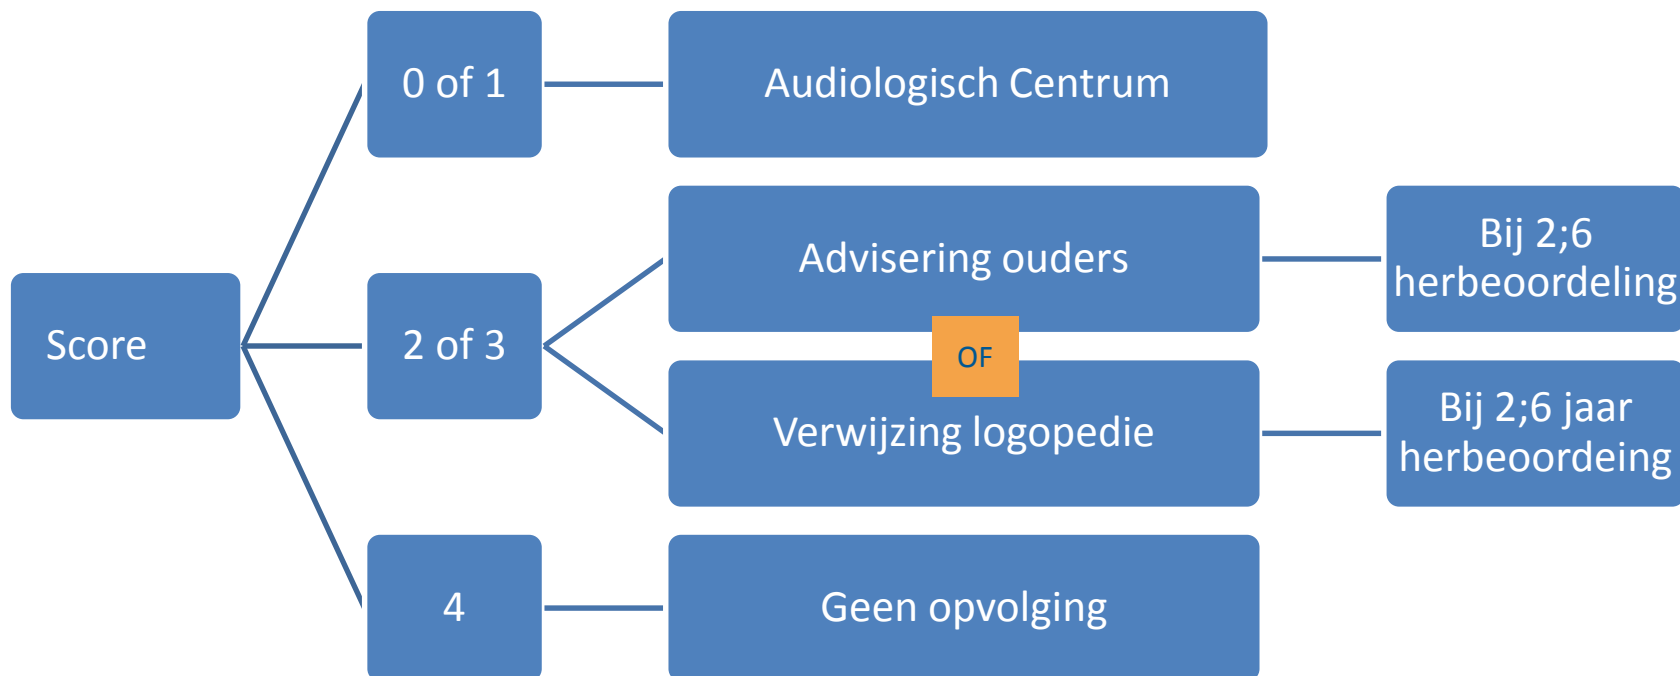 Score
0 of 1
Audiologisch Centrum
2 of 3
Advisering ouders
Bij 2;6
herbeoordeling
OF
Verwijzing logopedie
Bij 2;6 jaar
herbeoordeing
4
Geen opvolging